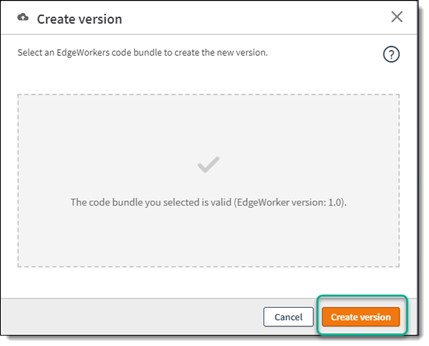 Create version
Select an EdgeWorkers code bundle to create the new version.
The code bundle you selected is valid (EdgeWorker version: 1.0).
Cancel
Create version